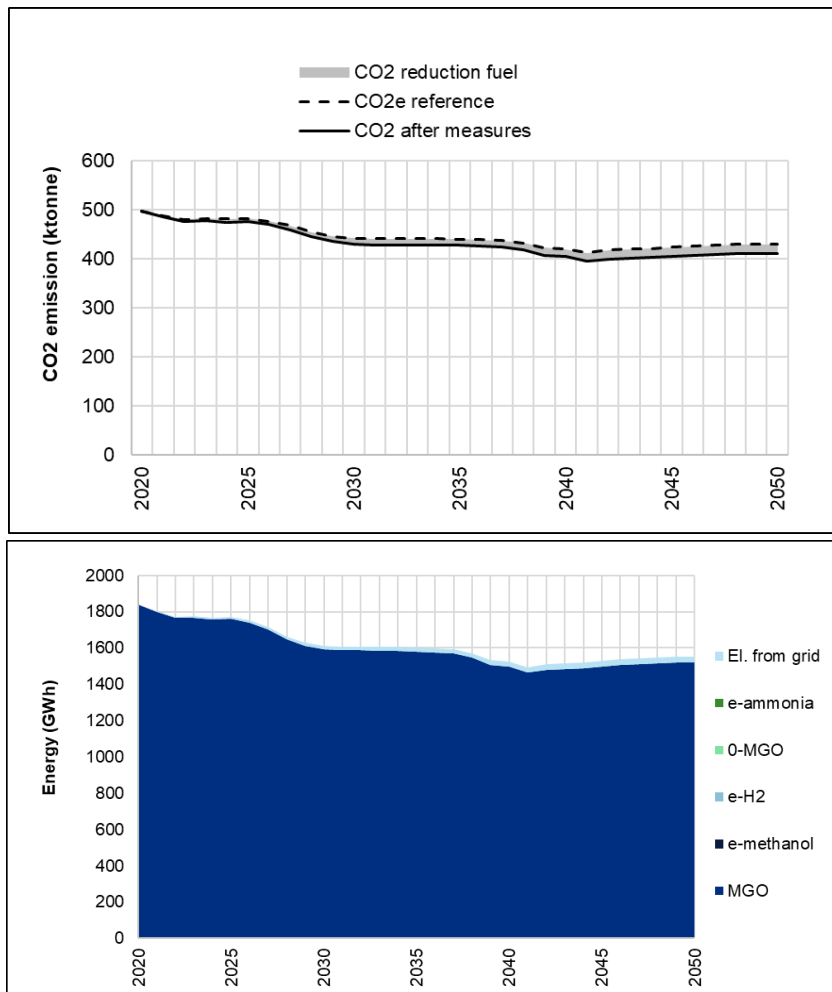 CO2 reduction fuel
CO2e reference
CO2 after measures
CO2 emission (ktonne)
600
500
400
300
200
100
0
2020
2025
2030
2035
2040
2045
2050
Energy (GWh)
2000
1800
1600
1400
1200
1000
800
600
400
200
0
2020
2025
2030
2035
2040
2045
2050
El. from grid
e-ammonia
0-MGO
e-H2
e-methanol
MGO